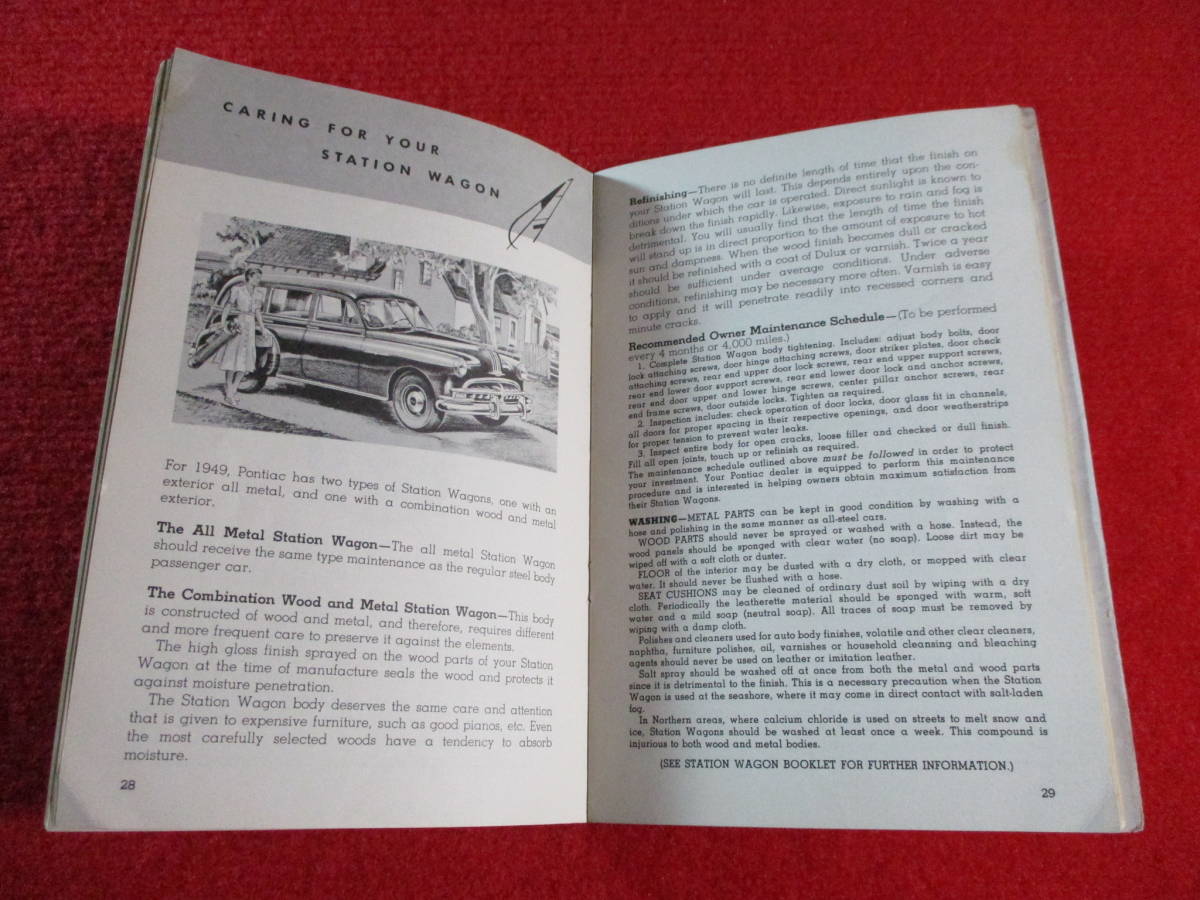 CARING FOR YOUR
STATION WAGON
For 1949, Pontiac has two types of Station Wagons, one with an
exterior all metal, and one with a combination wood and metal
exterior.
The All Metal Station Wagon—The all metal Station Wagon
should receive the same type maintenance as the regular steel body
passenger car.
The Combination Wood and Metal Station Wagon—This body
is constructed of wood and metal, and therefore, requires different
and more frequent care to preserve it against the elements.
The high gloss finish sprayed on the wood parts of your Station
Wagon at the time of manufacture seals the wood and protects it
against moisture penetration.
The Station Wagon body deserves the same care and attention
that is given to expensive furniture, such as good pianos, etc. Even
the most carefully selected woods have a tendency to absorb
moisture.
28
Refinishing—There is no definite length of time that the finish on
your Station Wagon will last. This depends entirely upon the con-
ditions under which the car is operated. Direct sunlight is known to
break down the finish rapidly. Likewise, exposure to rain and fog is
detrimental. You will usually find that the length of time the finish
will stand up is in direct proportion to the amount of exposure to hot
sun and dampness. When the wood finish becomes dull or cracked
it should be refinished with a coat of Dulux or varnish. Twice a year
should be sufficient under average conditions. Under adverse
conditions, refinishing may be necessary more often. Varnish is easy
to apply and it will penetrate readily into recessed corners and
minute cracks.
Recommended Owner Maintenance Schedule—(To be performed
every 4 months or 4,000 miles.)
1. Complete Station Wagon body tightening. Includes: adjust body bolts, door
lock attaching screws, door hinge attaching screws, door striker plates, door check
attaching screws, rear end upper door lock screws, rear end upper support screws,
rear end lower door support screws, rear end lower door lock and anchor screws,
rear end door upper and lower hinge screws, center pillar anchor screws, rear
end frame screws, door outside locks. Tighten as required.
2. Inspection includes: check operation of door locks, door glass fit in channels,
all doors for proper spacing in their respective openings, and door weatherstrips
for proper tension to prevent water leaks.
3. Inspect entire body for open cracks, loose filler and checked or dull finish.
Fill all open joints, touch up or refinish as required.
The maintenance schedule outlined above must be followed in order to protect
your investment. Your Pontiac dealer is equipped to perform this maintenance
procedure and is interested in helping owners obtain maximum satisfaction from
their Station Wagons.
WASHING—METAL PARTS can be kept in good condition by washing with a
hose and polishing in the same manner as all-steel cars.
WOOD PARTS should never be sprayed or washed with a hose. Instead, the
wood panels should be sponged with clear water (no soap). Loose dirt may be
wiped off with a soft cloth or duster.
FLOOR of the interior may be dusted with a dry cloth, or mopped with clear
water. It should never be flushed with a hose.
SEAT CUSHIONS may be cleaned of ordinary dust soil by wiping with a dry
cloth. Periodically the leatherette material should be sponged with warm, soft
water and a mild soap (neutral soap). All traces of soap must be removed by
wiping with a damp cloth.
Polishes and cleaners used for auto body finishes, volatile and other clear cleaners,
naphtha, furniture polishes, oil, varnishes or household cleansing and bleaching
agents should never be used on leather or imitation leather.
Salt spray should be washed off at once from both the metal and wood parts
since it is detrimental to the finish. This is a necessary precaution when the Station
Wagon is used at the seashore, where it may come in direct contact with salt-laden
fog.
In Northern areas, where calcium chloride is used on streets to melt snow and
ice, Station Wagons should be washed at least once a week. This compound is
injurious to both wood and metal bodies.
(SEE STATION WAGON BOOKLET FOR FURTHER INFORMATION.)
29